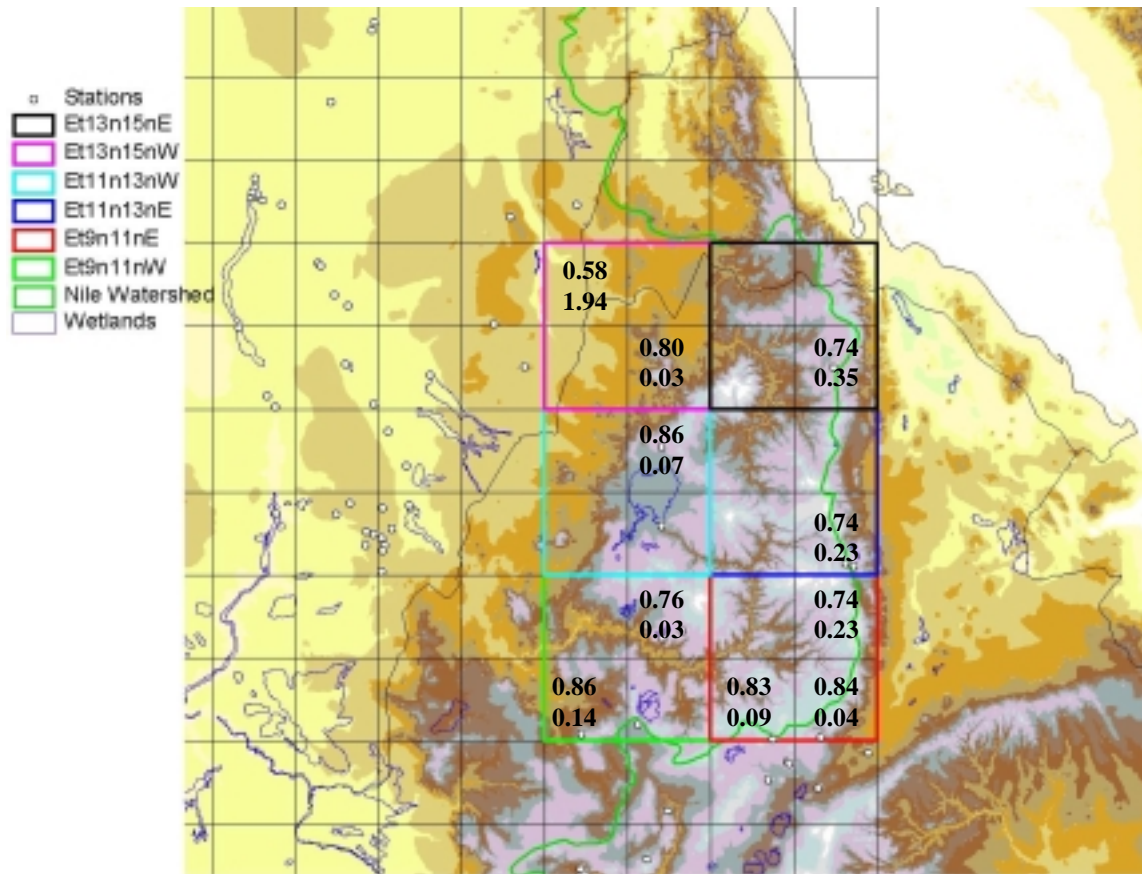 Stations
Et13n15nE
Et13n15nW
Et11n13nW
Et11n13nE
Et9n11nE
Et9n11nW
Nile Watershed
Wetlands
0.58
1.94
0.80
0.03
0.74
0.35
0.86
0.07
0.74
0.23
0.76
0.03
0.74
0.23
0.86
0.14
0.83
0.09
0.84
0.04